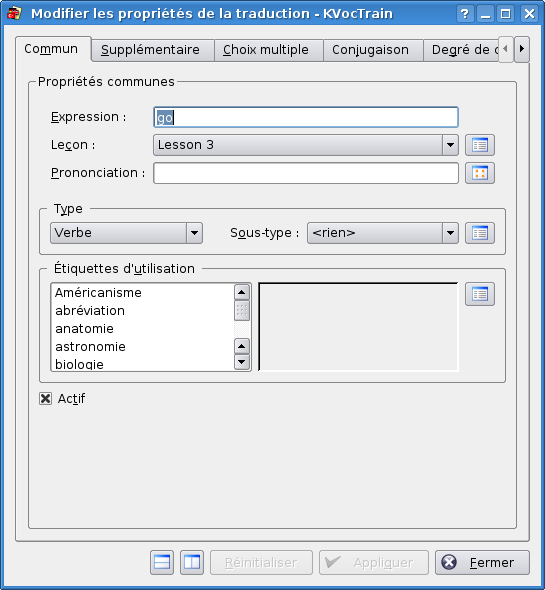 Modifier les propriétés de la traduction - KVocTrain
Commun Supplémentaire Choix multiple Conjugaison Degré de
Propriétés communes
Expression : go
Leçon : Lesson 3
Prononciation :
Type
Verbe Sous-type : <rien>
Étiquettes d'utilisation
Américanisme
abréviation
anatomie
astronomie
biologie
Actif
Réinitialiser Appliquer Fermer